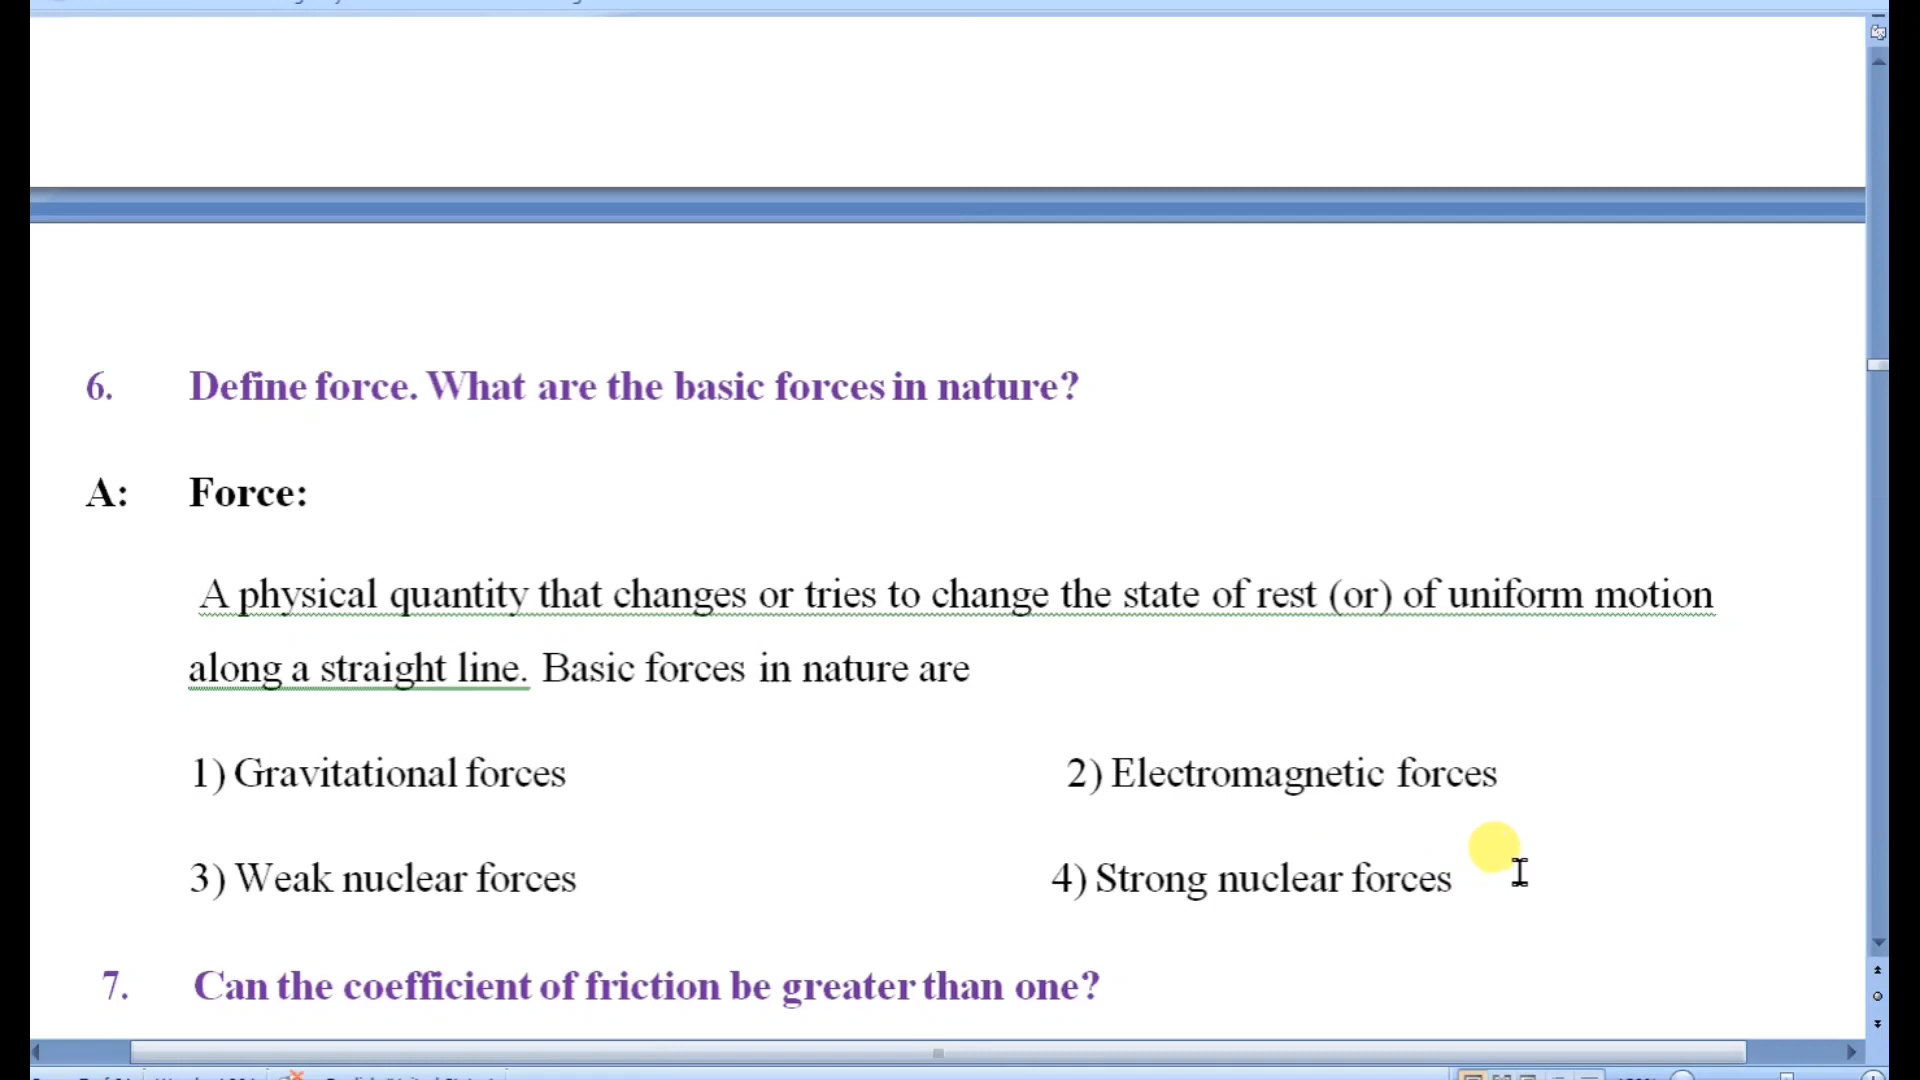 6. Define force. What are the basic forces in nature?
A: Force:
A physical quantity that changes or tries to change the state of rest (or) of uniform motion
along a straight line. Basic forces in nature are
1) Gravitational forces 2) Electromagnetic forces
3) Weak nuclear forces 4) Strong nuclear forces
7. Can the coefficient of friction be greater than one?